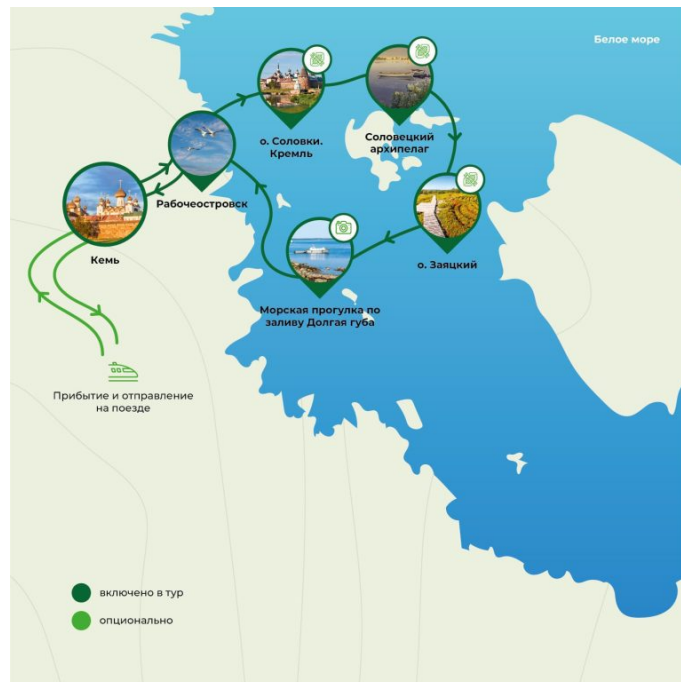 Белое море
о. Соловки.
Кремль
Соловецкий
архипелаг
Рабочеостровск
Кемь
о. Заяцкий
Морская прогулка по
заливу Долгая губа
Прибытие и отправление
на поезде
включено в тур
опционально